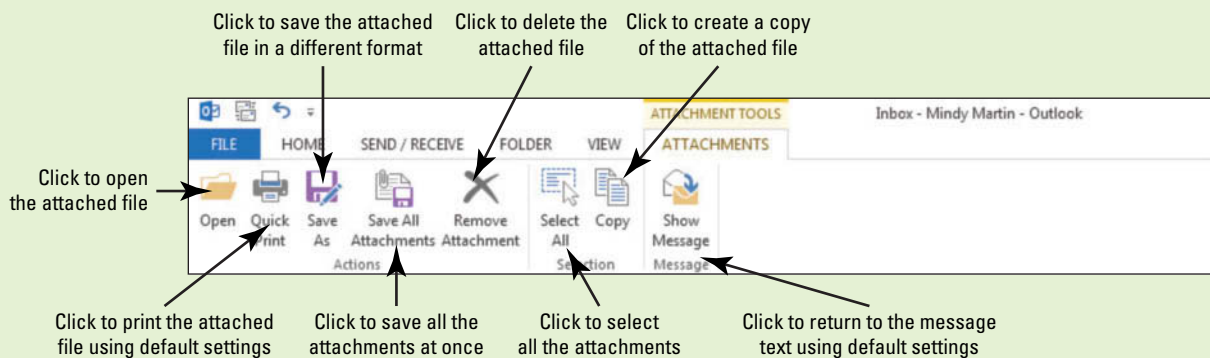 Click to save the attached
file in a different format
Click to delete the
attached file
Click to create a copy
of the attached file
ATTACHMENT TOOLS
Inbox - Mindy Martin - Outlook
FILE
HOME
SEND / RECEIVE
FOLDER
VIEW
ATTACHMENTS
Click to open
the attached file
Open
Quick
Print
Save
As
Save All
Attachments
Remove
Attachment
Select
All
Copy
Show
Message
Actions
Selection
Message
Click to print the attached
file using default settings
Click to save all the
attachments at once
Click to select
all the attachments
Click to return to the message
text using default settings